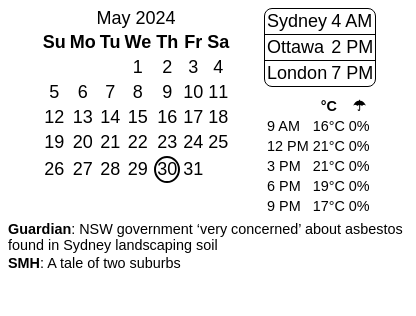 May 2024
Su Mo Tu We Th Fr Sa
1 2 3 4
5 6 7 8 9 10 11
12 13 14 15 16 17 18
19 20 21 22 23 24 25
26 27 28 29 30 31
Sydney 4 AM
Ottawa 2 PM
London 7 PM
°C ☂
9 AM 16°C 0%
12 PM 21°C 0%
3 PM 21°C 0%
6 PM 19°C 0%
9 PM 17°C 0%
Guardian: NSW government ‘very concerned’ about asbestos
found in Sydney landscaping soil
SMH: A tale of two suburbs